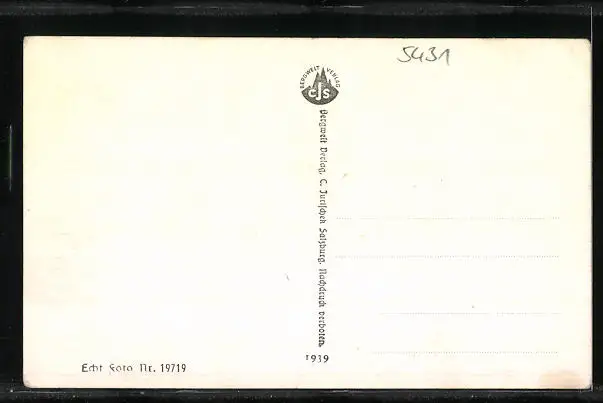 5431
BERGWELT VERLAG
CJS
Bergwelt Verlag, C. Jurischek Salzburg. Nachdruck verboten.
1939
Echt Foto Nr. 19719